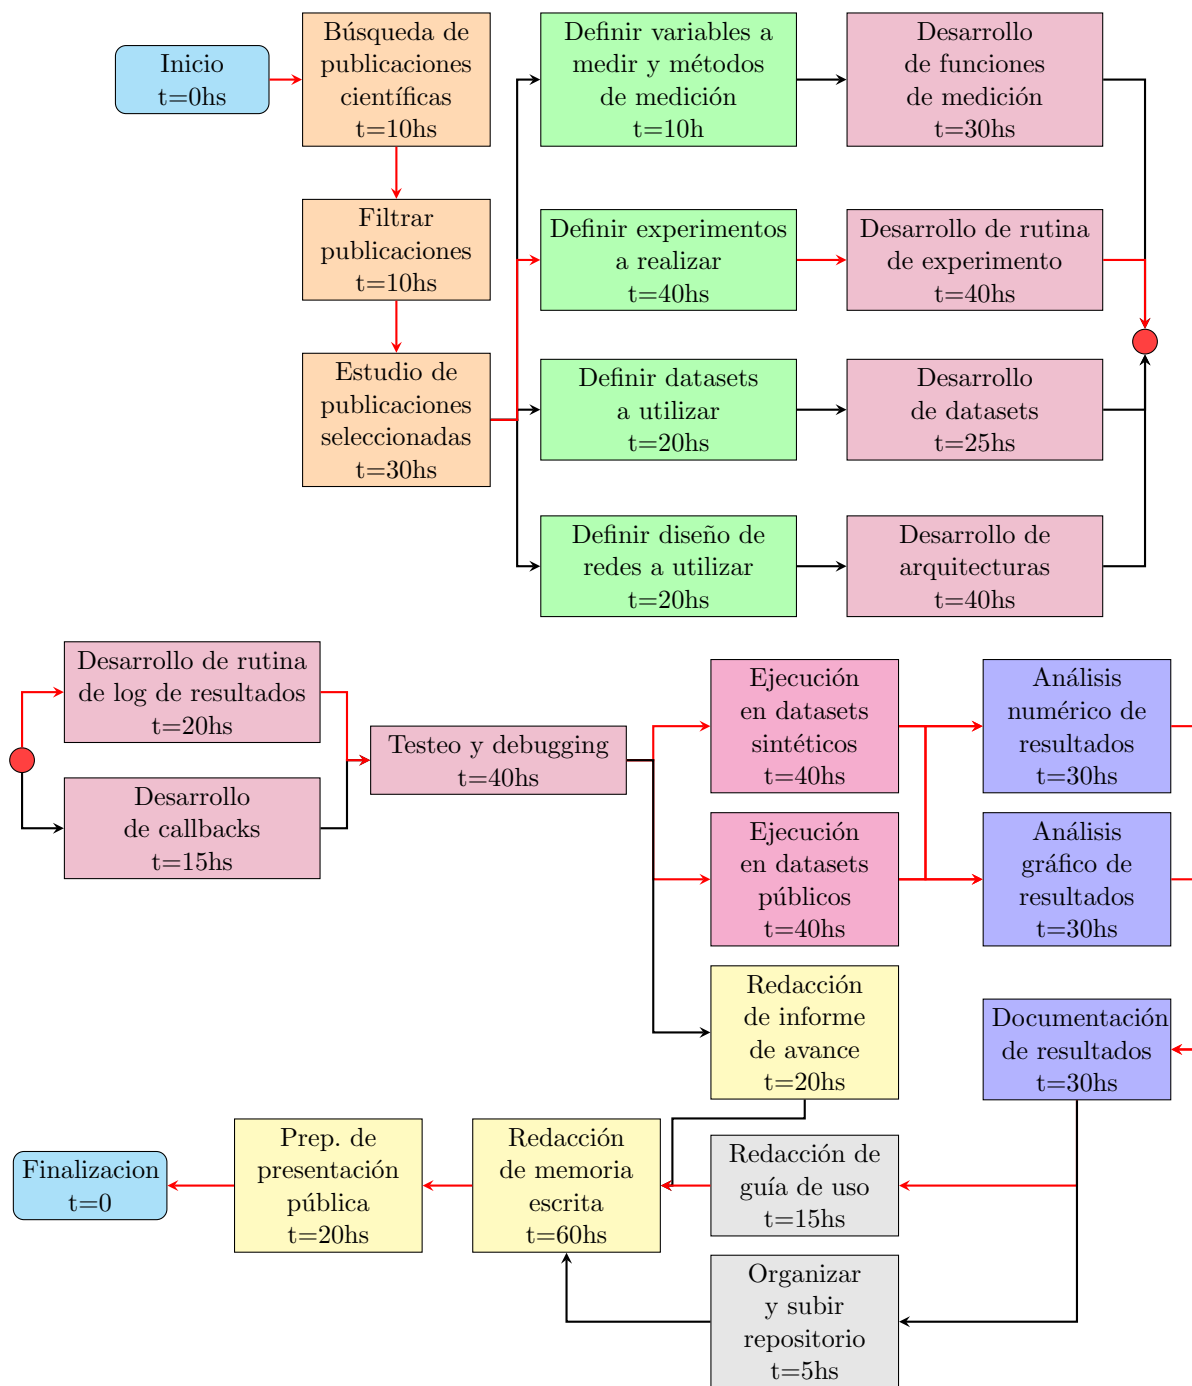 Inicio
t=0hs
Búsqueda de
publicaciones
científicas
t=10hs
Definir variables a
medir y métodos
de medición
t=10h
Desarrollo
de funciones
de medición
t=30hs
Filtrar
publicaciones
t=10hs
Definir experimentos
a realizar
t=40hs
Desarrollo de rutina
de experimento
t=40hs
Estudio de
publicaciones
seleccionadas
t=30hs
Definir datasets
a utilizar
t=20hs
Desarrollo
de datasets
t=25hs
Definir diseño de
redes a utilizar
t=20hs
Desarrollo de
arquitecturas
t=40hs
Desarrollo de rutina
de log de resultados
t=20hs
Desarrollo
de callbacks
t=15hs
Testeo y debugging
t=40hs
Ejecución
en datasets
sintéticos
t=40hs
Análisis
numérico de
resultados
t=30hs
Ejecución
en datasets
públicos
t=40hs
Análisis
gráfico de
resultados
t=30hs
Redacción
de informe
de avance
t=20hs
Documentación
de resultados
t=30hs
Finalizacion
t=0
Prep. de
presentación
pública
t=20hs
Redacción
de memoria
escrita
t=60hs
Redacción de
guía de uso
t=15hs
Organizar
y subir
repositorio
t=5hs